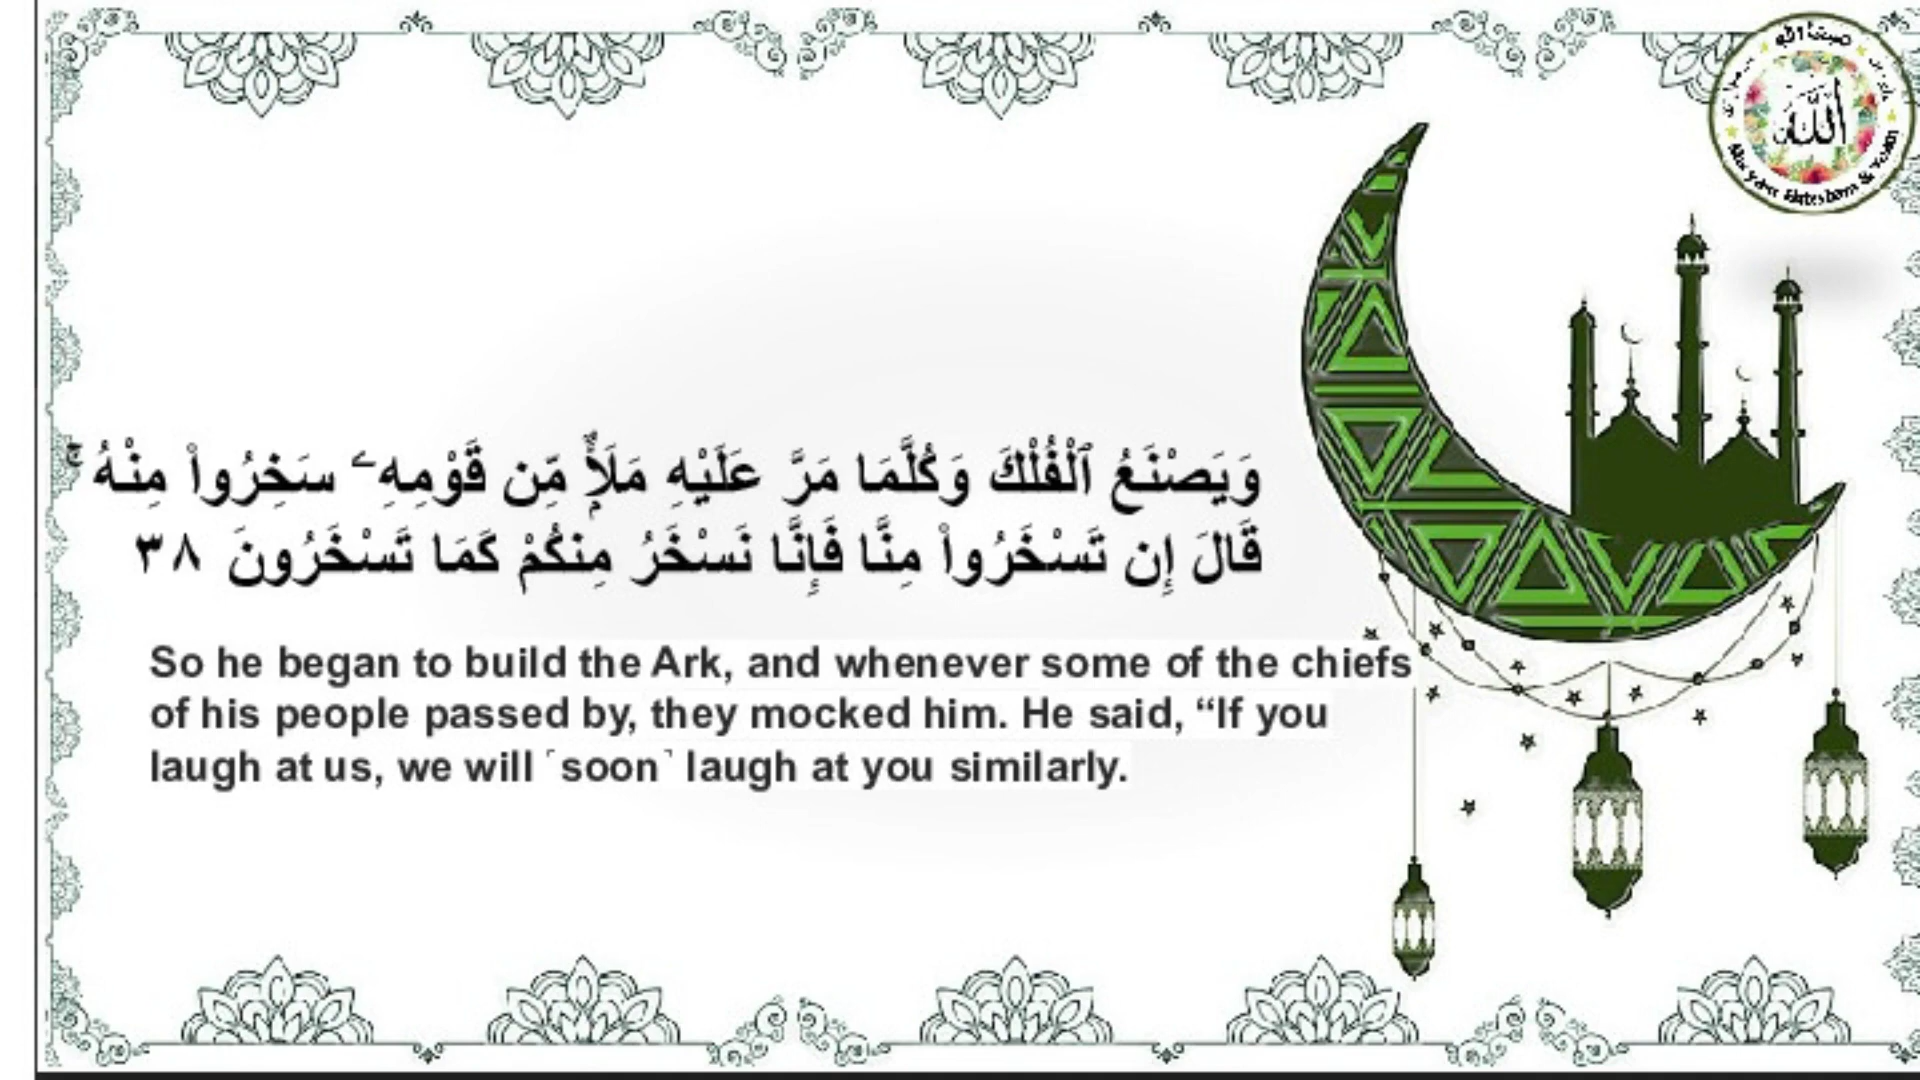 وَيَصْنَعُ ٱلْفُلْكَ وَكُلَّمَا مَرَّ عَلَيْهِ مَلَأٌۭ مِّن قَوْمِهِۦ سَخِرُوا۟ مِنْهُ ۚ
قَالَ إِن تَسْخَرُوا۟ مِنَّا فَإِنَّا نَسْخَرُ مِنكُمْ كَمَا تَسْخَرُونَ ٣٨
So he began to build the Ark, and whenever some of the chiefs
of his people passed by, they mocked him. He said, “If you
laugh at us, we will ˹soon˺ laugh at you similarly.
الله